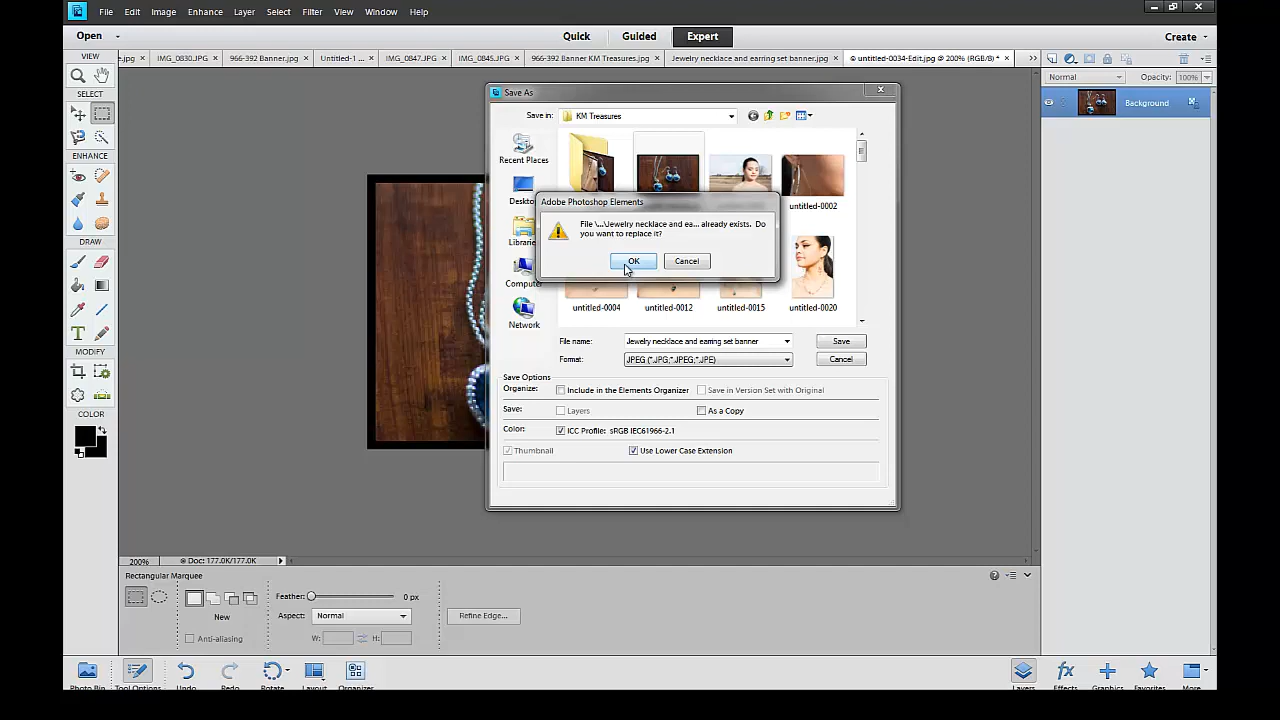 File Edit Image Enhance Layer Select Filter View Window Help
Open Quick Guided Expert Create
VIEW
e.jpg × IMG_0830.JPG × 966-392 Banner.jpg × Untitled-1 ... × IMG_0847.JPG × IMG_0845.JPG × 966-392 Banner KM Treasures.jpg × Jewelry necklace and earring set banner.jpg × © untitled-0034-Edit.jpg @ 200% (RGB/8) * ×
Normal Opacity: 100%
Background
SELECT
ENHANCE
DRAW
MODIFY
COLOR
Save As
Save in: KM Treasures
Recent Places
Deskto
Librarie
Compute
Network
untitled-0002
Adobe Photoshop Elements
File \...\Jewelry necklace and ea... already exists. Do
you want to replace it?
OK Cancel
untitled-0004 untitled-0012 untitled-0015 untitled-0020
File name: Jewelry necklace and earring set banner Save
Format: JPEG (*.JPG;*.JPEG;*.JPE) Cancel
Save Options
Organize: Include in the Elements Organizer Save in Version Set with Original
Save: Layers As a Copy
Color: ICC Profile: sRGB IEC61966-2.1
Thumbnail Use Lower Case Extension
200% Doc: 177.0K/177.0K
Rectangular Marquee
Feather: 0 px
New Aspect: Normal Refine Edge...
Anti-aliasing W: H:
Photo Bin Tool Options Undo Redo Rotate Layout Organizer Layers Effects Graphics Favorites More